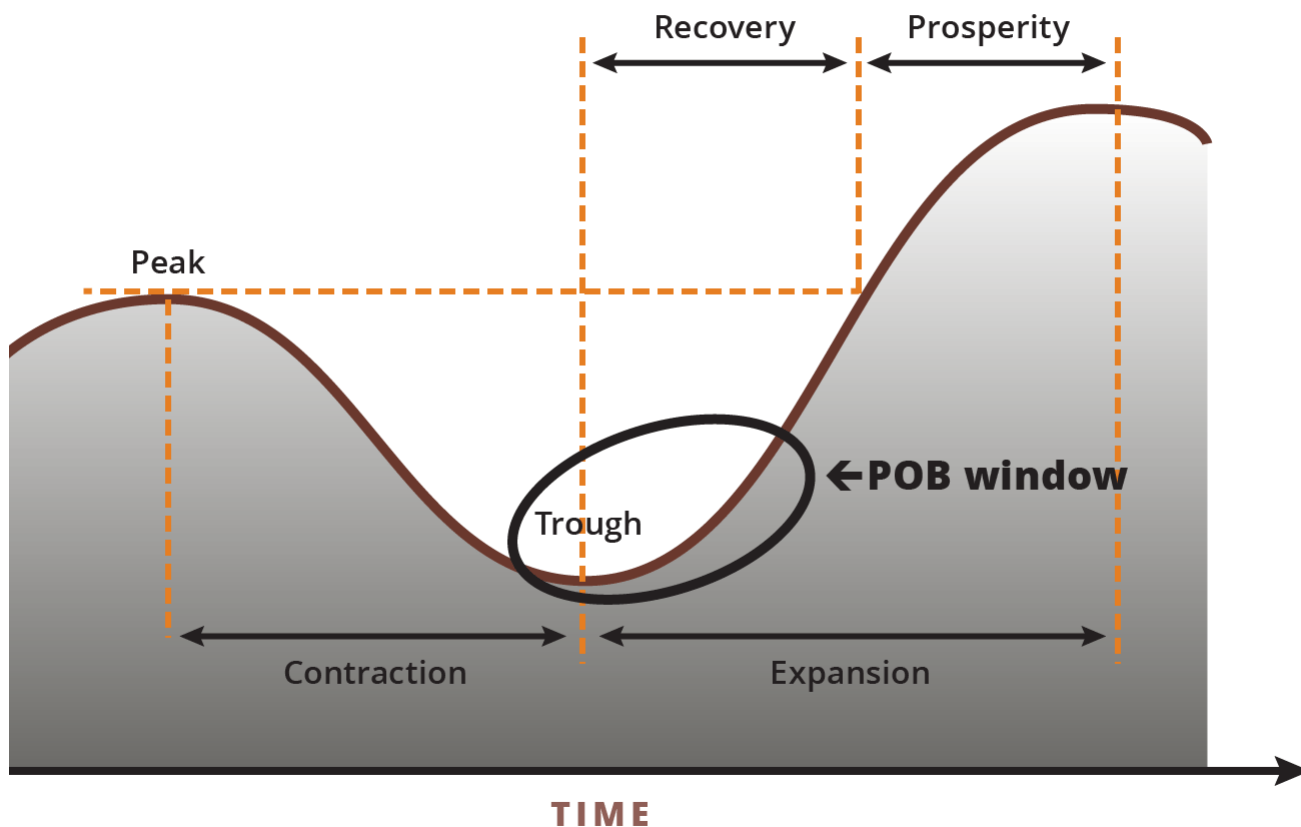 Recovery
Prosperity
Peak
←POB window
Trough
Contraction
Expansion
TIME